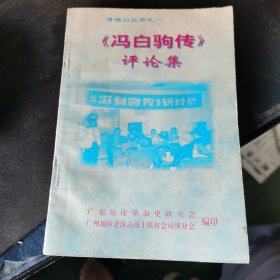 母瑞山丛书之一
《冯白驹传》
评论集
《冯白驹传》研讨会
广东琼崖革命史研究会
广州地区老游击战士联谊会琼崖分会
编印